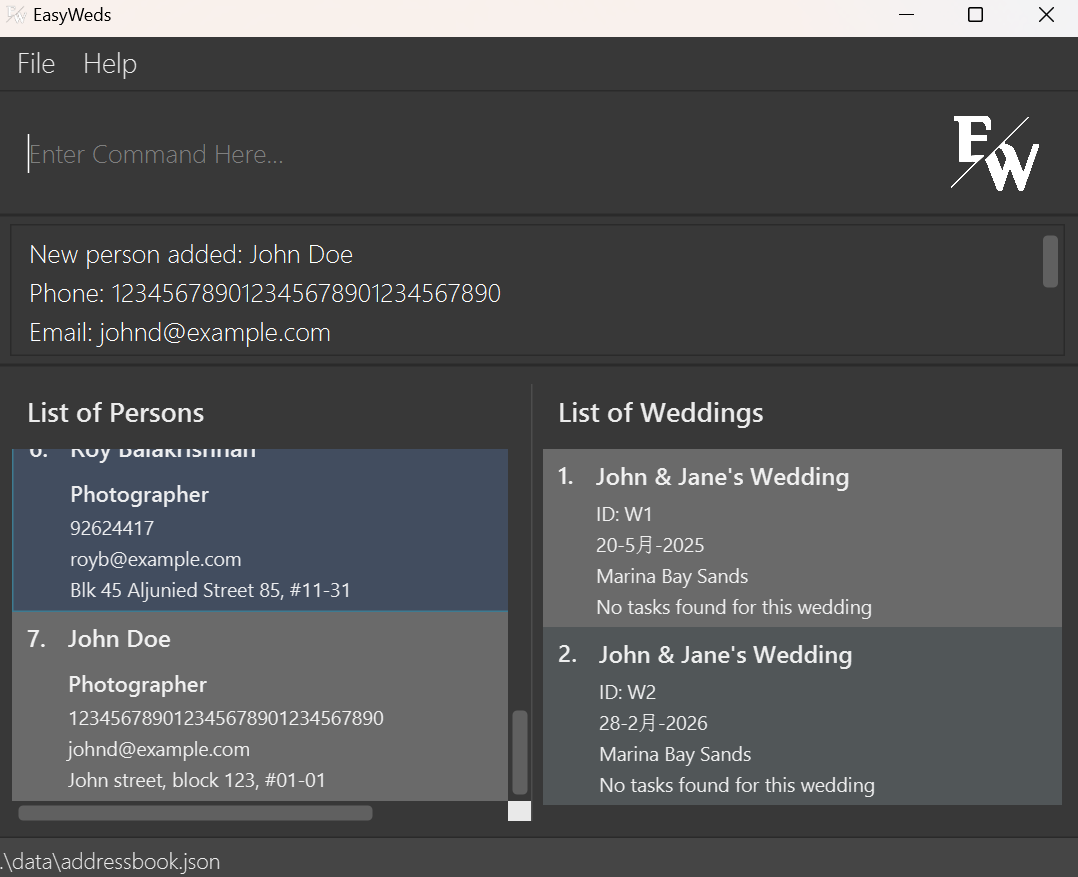 EasyWeds
File Help
Enter Command Here...
EW
New person added: John Doe
Phone: 123456789012345678901234567890
Email: johnd@example.com
List of Persons
6. Roy Balakrishnan
Photographer
92624417
royb@example.com
Blk 45 Aljunied Street 85, #11-31
7. John Doe
Photographer
123456789012345678901234567890
johnd@example.com
John street, block 123, #01-01
List of Weddings
1. John & Jane's Wedding
ID: W1
20-5月-2025
Marina Bay Sands
No tasks found for this wedding
2. John & Jane's Wedding
ID: W2
28-2月-2026
Marina Bay Sands
No tasks found for this wedding
.\data\addressbook.json